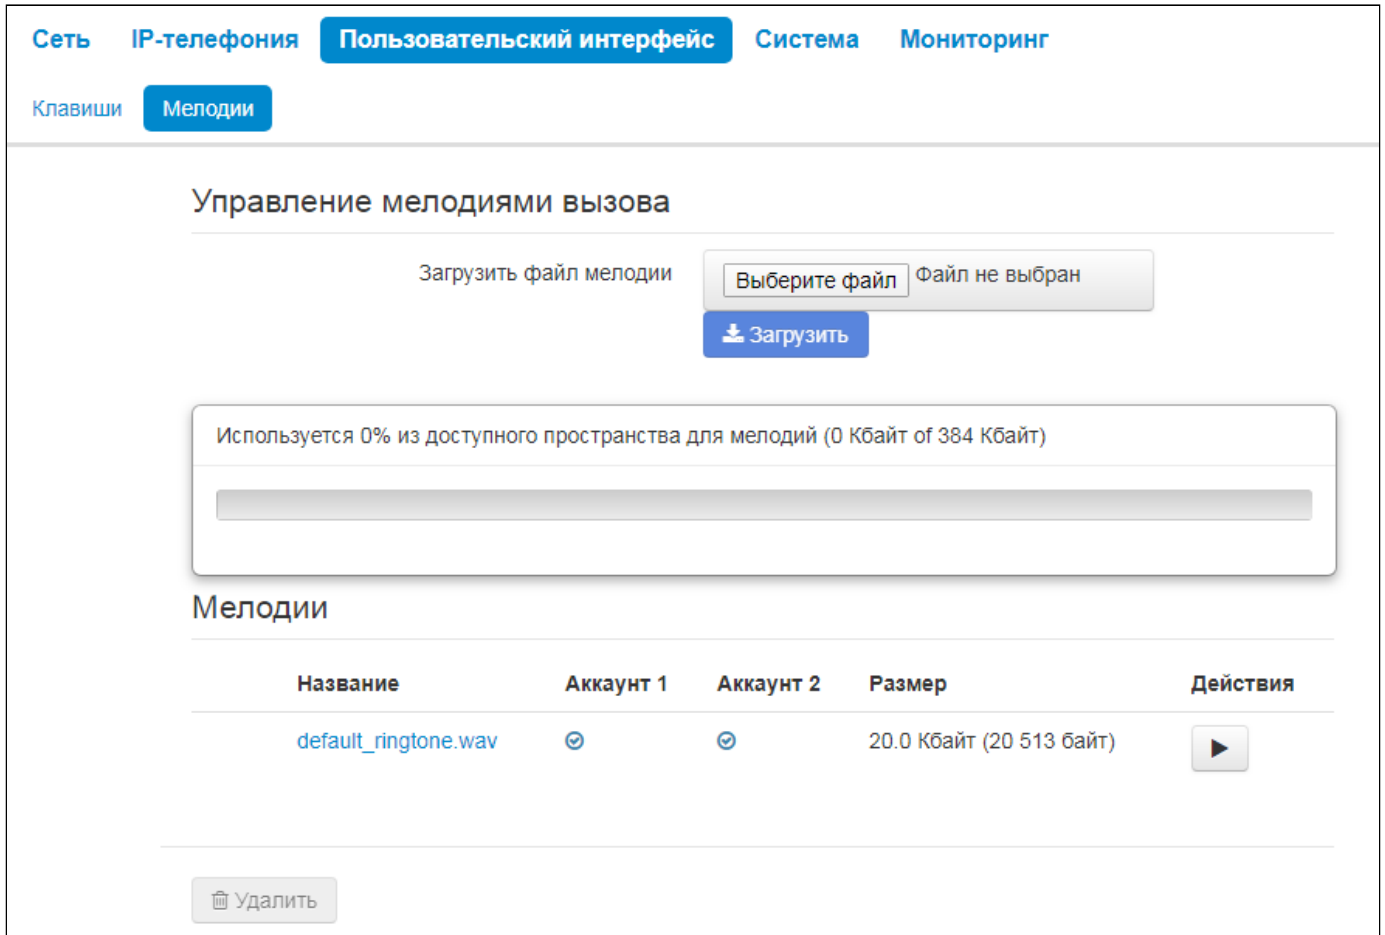 Сеть IP-телефония Пользовательский интерфейс Система Мониторинг
Клавиши Мелодии
Управление мелодиями вызова
Загрузить файл мелодии Выберите файл Файл не выбран
Загрузить
Используется 0% из доступного пространства для мелодий (0 Кбайт of 384 Кбайт)
Мелодии
Название Аккаунт 1 Аккаунт 2 Размер Действия
default_ringtone.wav 20.0 Кбайт (20 513 байт)
Удалить